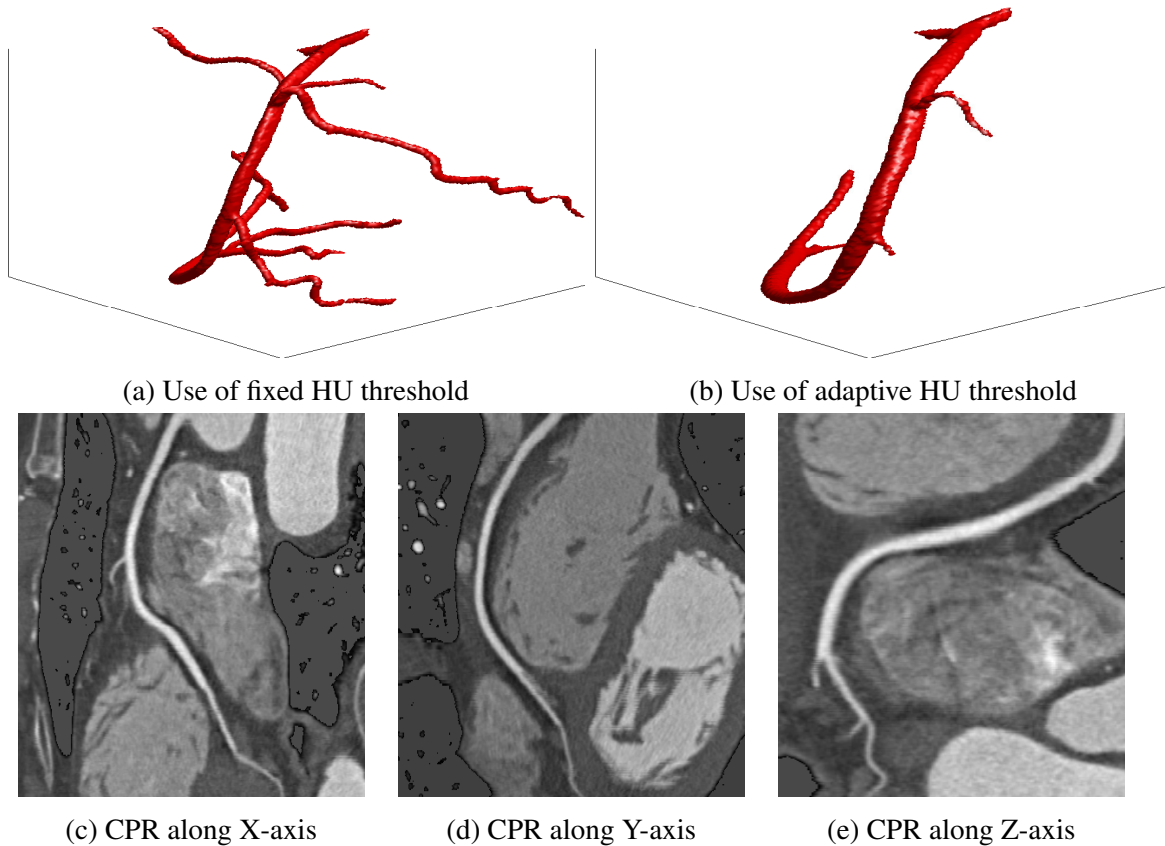 (a) Use of fixed HU threshold
(b) Use of adaptive HU threshold
(c) CPR along X-axis
(d) CPR along Y-axis
(e) CPR along Z-axis